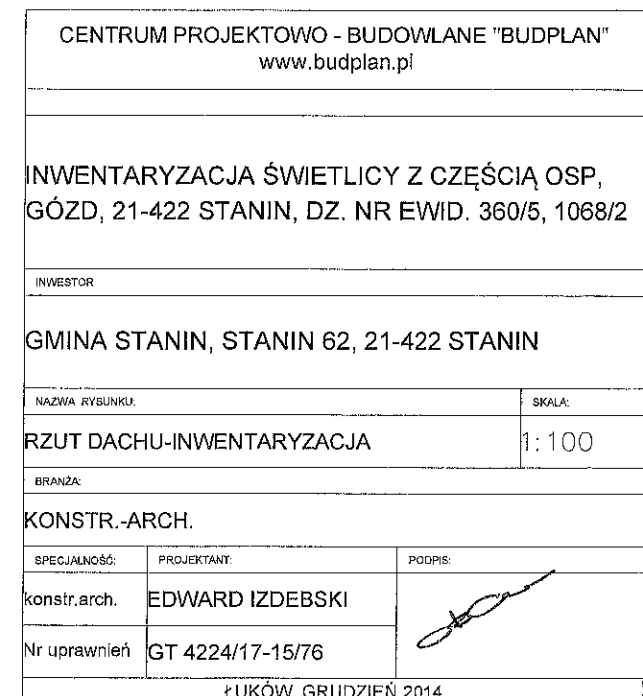 CENTRUM PROJEKTOWO - BUDOWLANE "BUDPLAN"
www.budplan.pl
INWENTARYZACJA ŚWIETLICY Z CZĘŚCIĄ OSP,
GÓZD, 21-422 STANIN, DZ. NR EWID. 360/5, 1068/2
INWESTOR
GMINA STANIN, STANIN 62, 21-422 STANIN
NAZWA RYSUNKU: SKALA:
RZUT DACHU-INWENTARYZACJA 1:100
BRANŻA:
KONSTR.-ARCH.
SPECJALNOŚĆ: PROJEKTANT: PODPIS:
konstr.arch. EDWARD IZDEBSKI
Nr uprawnień GT 4224/17-15/76
ŁUKÓW, GRUDZIEŃ 2014